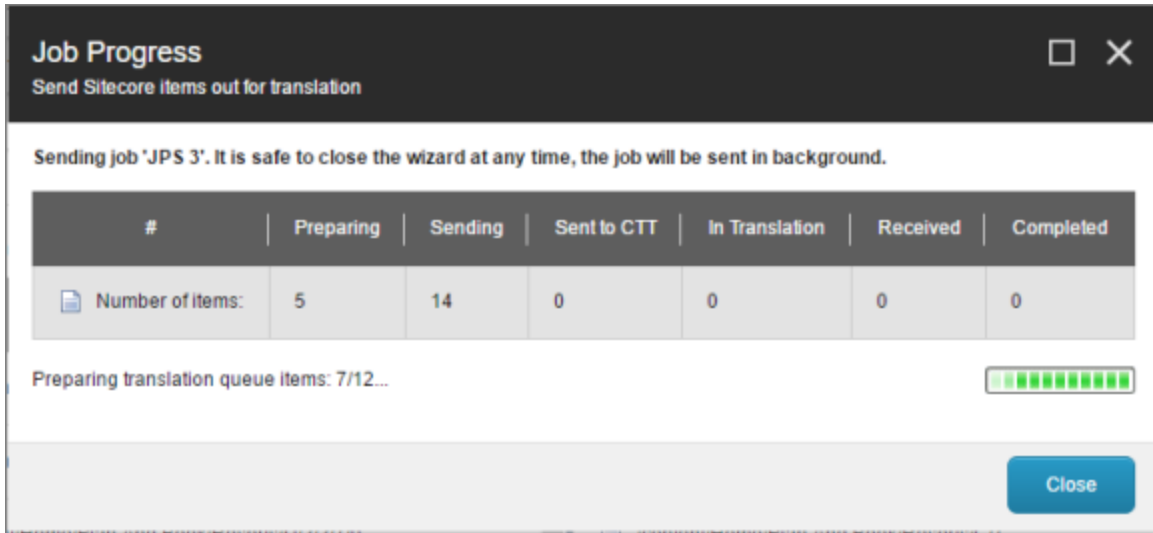 Job Progress
Send Sitecore items out for translation
Sending job 'JPS 3'. It is safe to close the wizard at any time, the job will be sent in background.
# Preparing Sending Sent to CTT In Translation Received Completed
Number of items: 5 14 0 0 0 0
Preparing translation queue items: 7/12...
Close